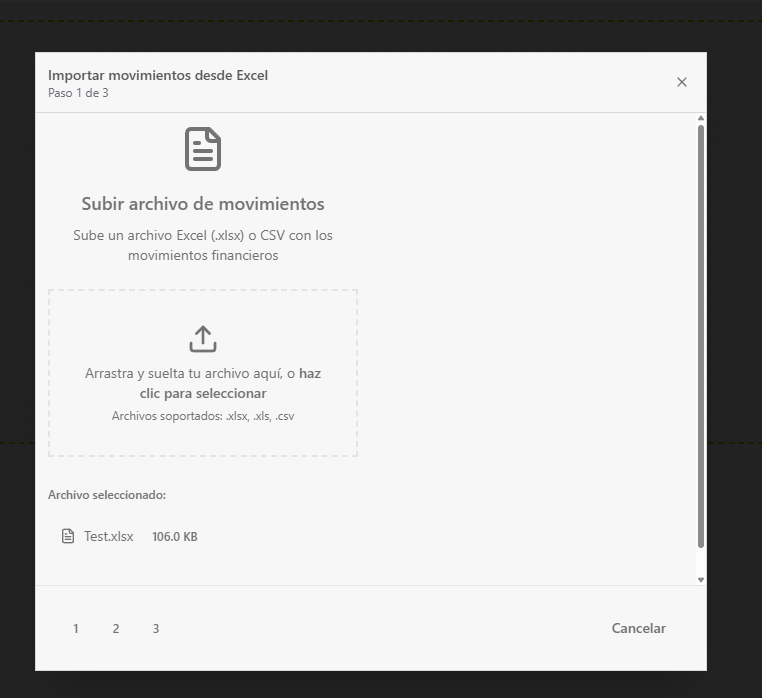 Importar movimientos desde Excel
Paso 1 de 3
Subir archivo de movimientos
Sube un archivo Excel (.xlsx) o CSV con los
movimientos financieros
Arrastra y suelta tu archivo aquí, o haz
clic para seleccionar
Archivos soportados: .xlsx, .xls, .csv
Archivo seleccionado:
Test.xlsx 106.0 KB
1 2 3 Cancelar